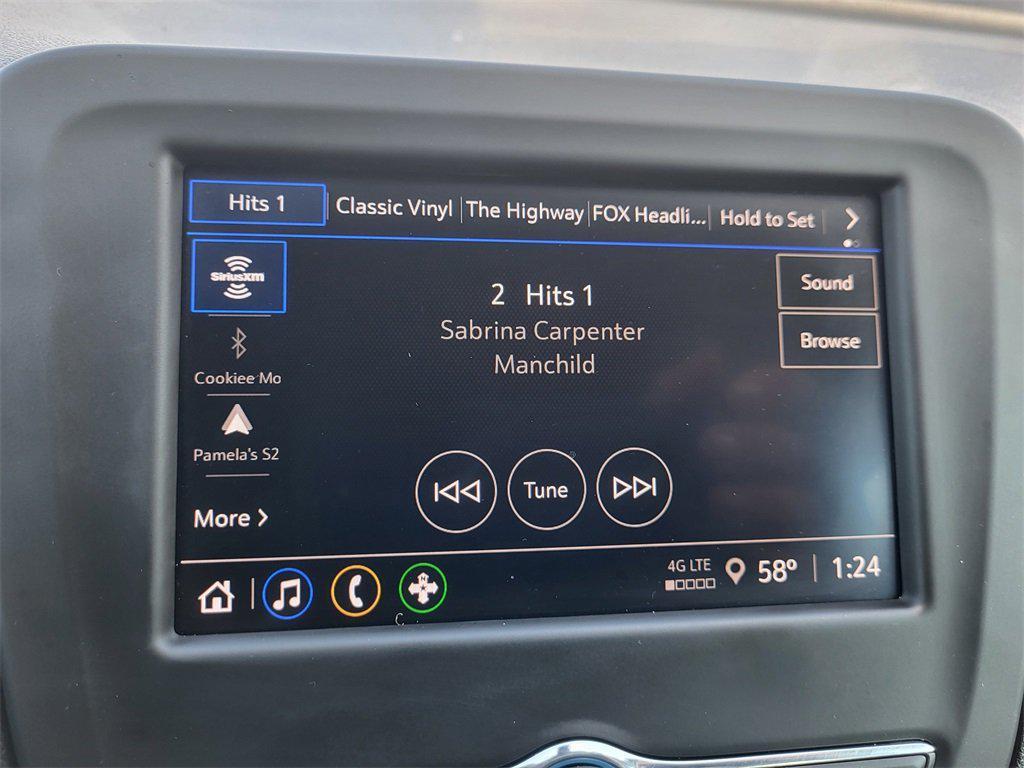 Hits 1
Classic Vinyl
The Highway
FOX Headli...
Hold to Set
SiriusXM
2 Hits 1
Sabrina Carpenter
Manchild
Sound
Browse
Cookiee Mo
Pamela's S2
More
Tune
4G LTE
58°
1:24
N
C